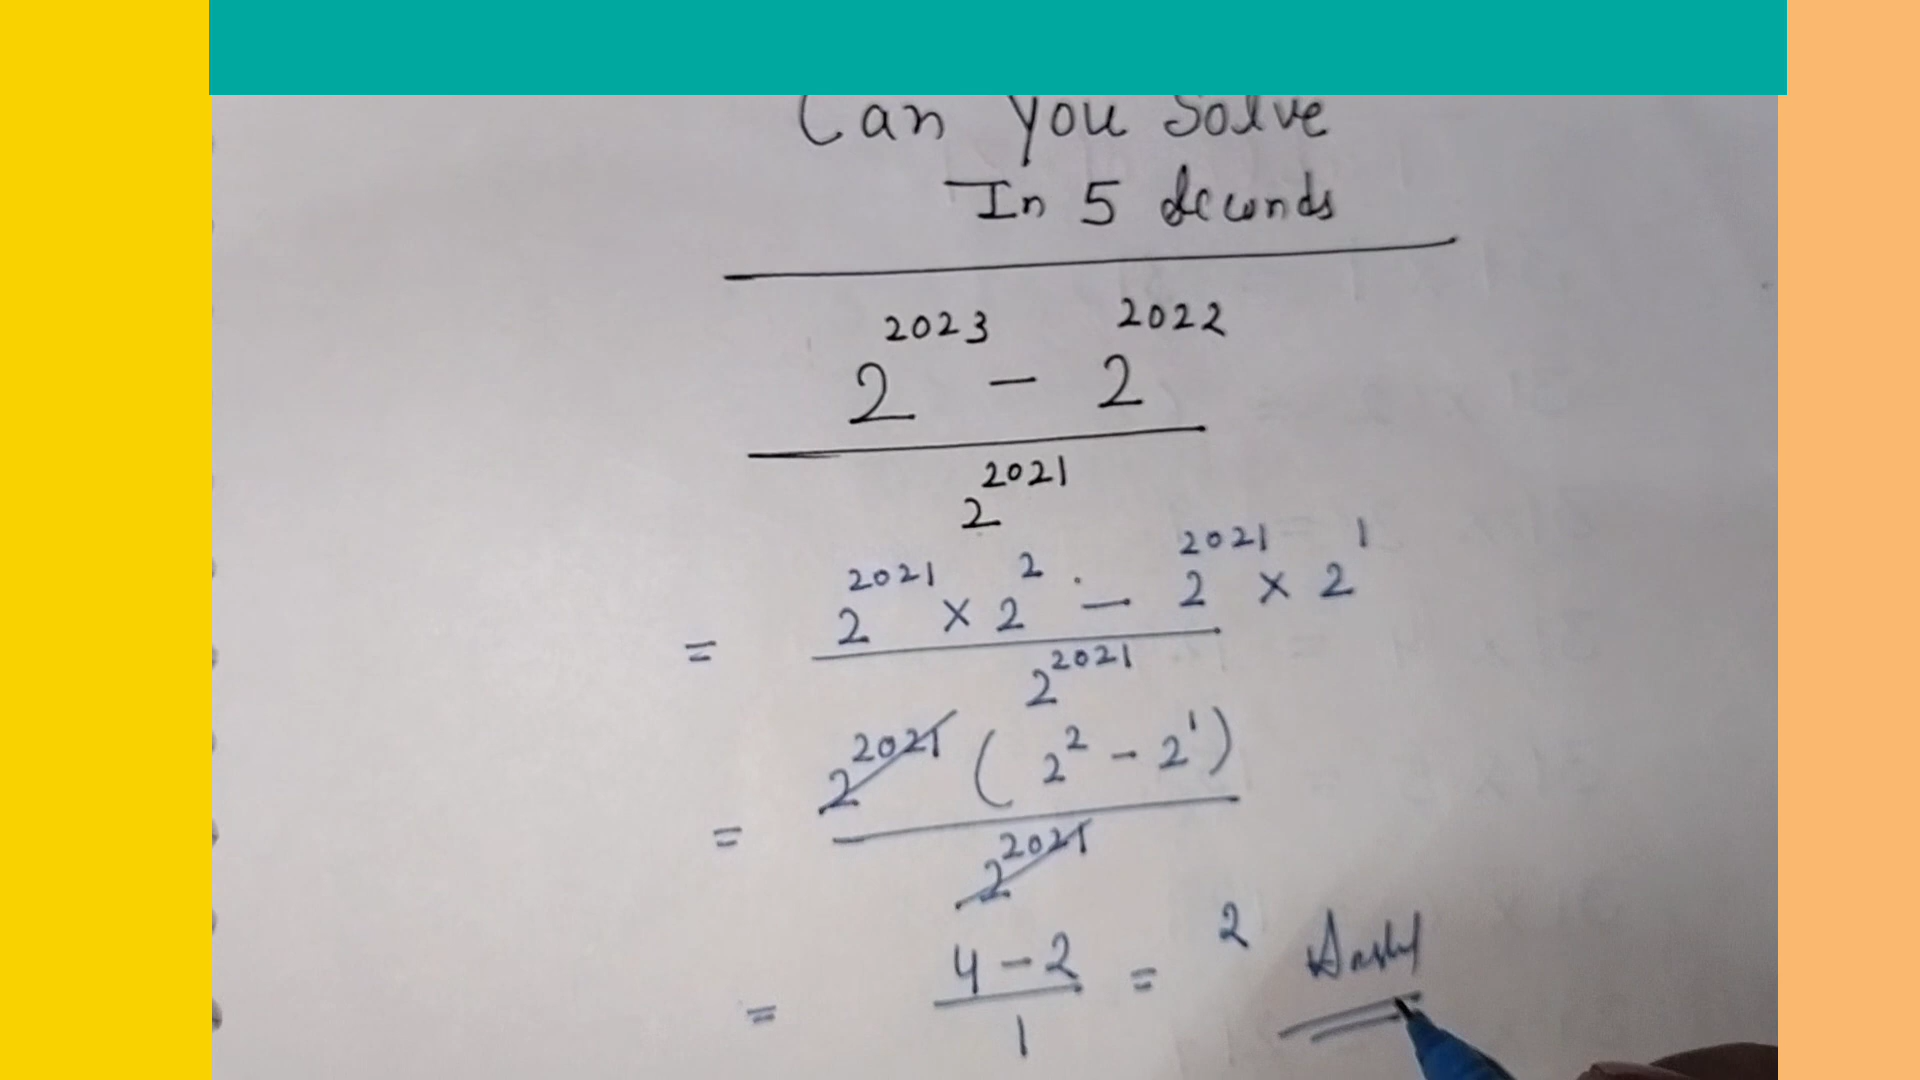 Can You Solve
In 5 Seconds
2^2023 - 2^2022
2^2021
= 2^2021 × 2^2 - 2^2021 × 2^1
2^2021
= 2^2021 ( 2^2 - 2^1 )
2^2021
= 4 - 2 = 2
1